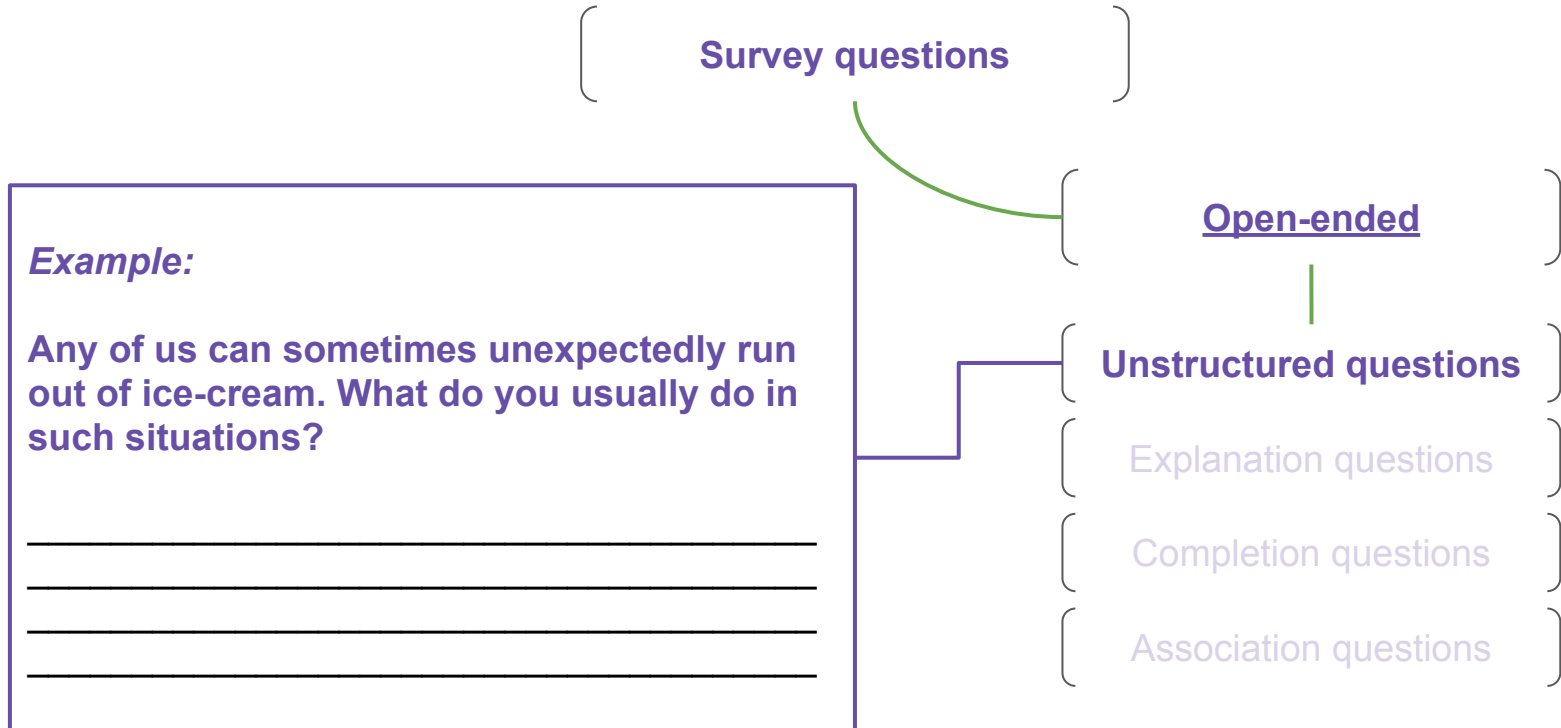 Survey questions
Open-ended
Example:
Any of us can sometimes unexpectedly run
out of ice-cream. What do you usually do in
such situations?
Unstructured questions
Explanation questions
Completion questions
Association questions